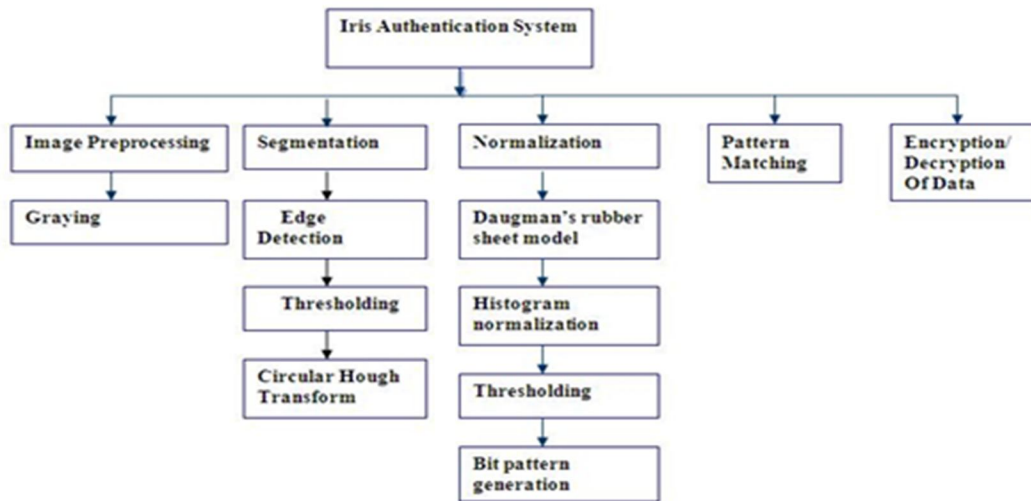 Iris Authentication System
Image Preprocessing
Segmentation
Normalization
Pattern
Matching
Encryption/
Decryption
Of Data
Graying
Edge
Detection
Daugman's rubber
sheet model
Thresholding
Histogram
normalization
Circular Hough
Transform
Thresholding
Bit pattern
generation